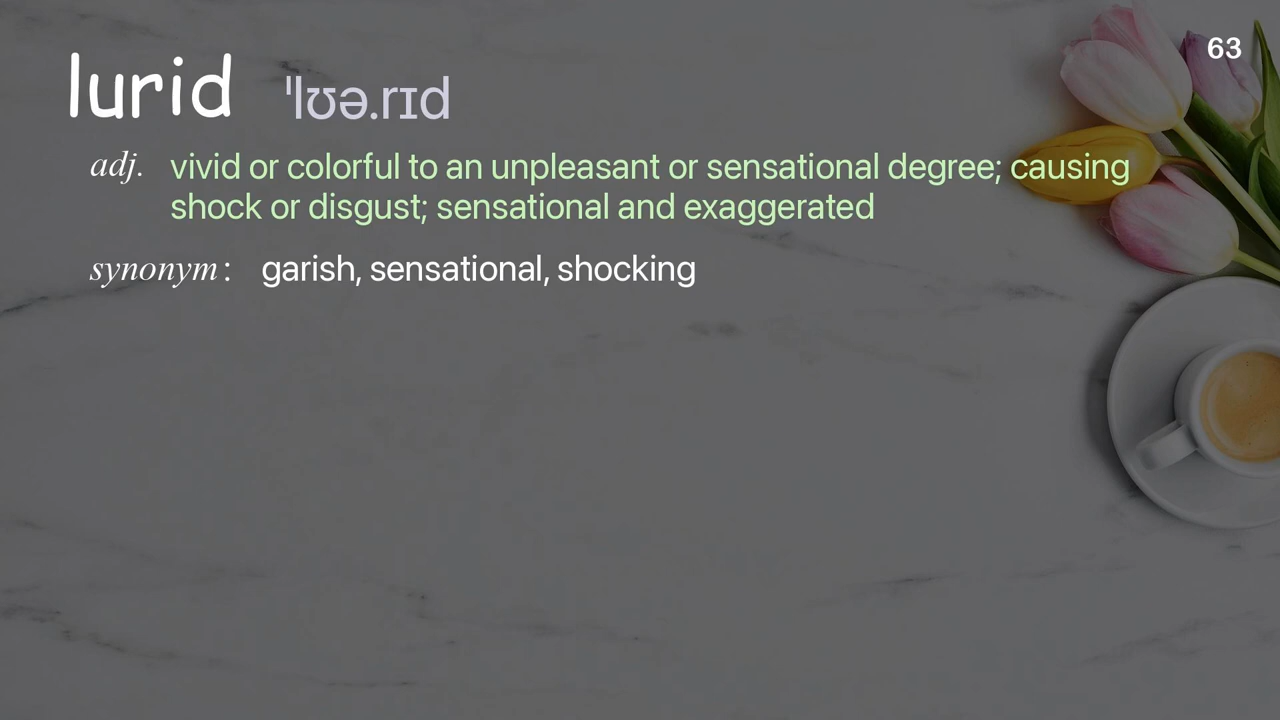 63
lurid ˈlʊə.rɪd
adj. vivid or colorful to an unpleasant or sensational degree; causing
shock or disgust; sensational and exaggerated
synonym: garish, sensational, shocking